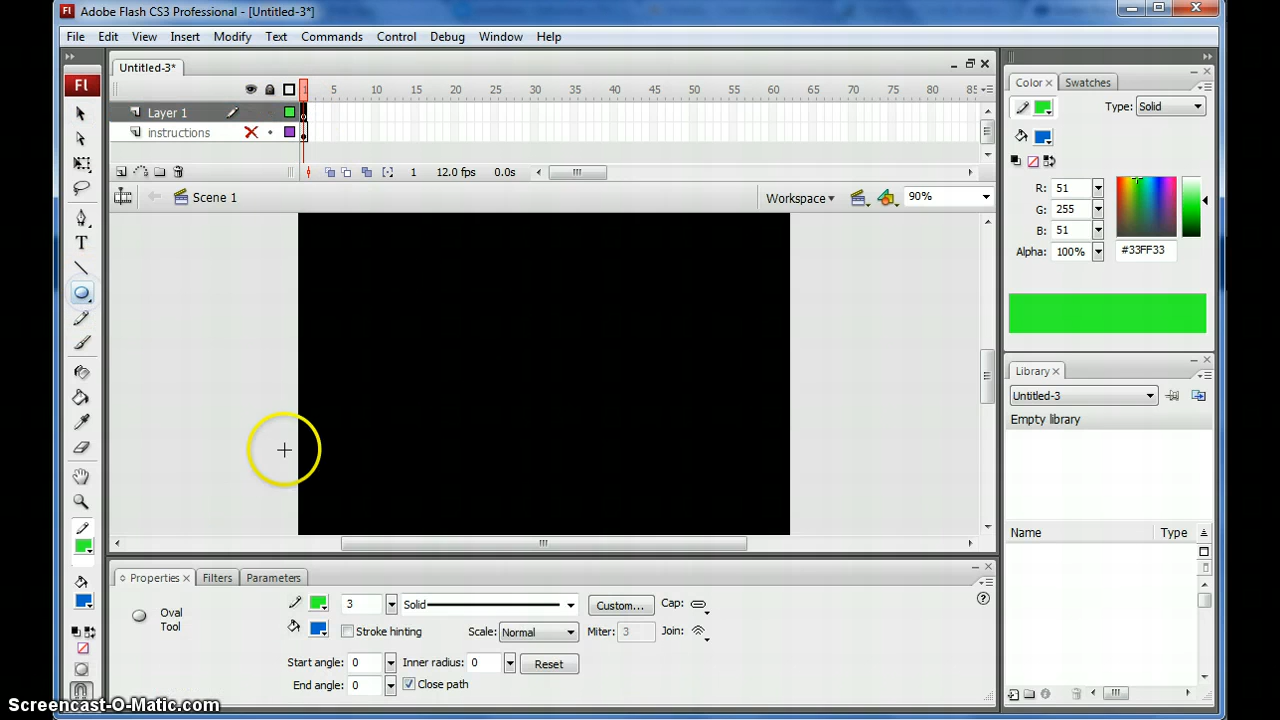 Fl Adobe Flash CS3 Professional - [Untitled-3*]
File Edit View Insert Modify Text Commands Control Debug Window Help
Untitled-3*
Fl
1 5 10 15 20 25 30 35 40 45 50 55 60 65 70 75 80 85
Layer 1
instructions
1 12.0 fps 0.0s
Scene 1
Workspace
90%
T
Color Swatches
Type: Solid
R: 51
G: 255
B: 51
Alpha: 100% #33FF33
Library
Untitled-3
Empty library
Name Type
Properties Filters Parameters
Oval
Tool
3 Solid Custom... Cap:
Stroke hinting Scale: Normal Miter: 3 Join:
Start angle: 0 Inner radius: 0 Reset
End angle: 0 Close path
Screencast-O-Matic.com